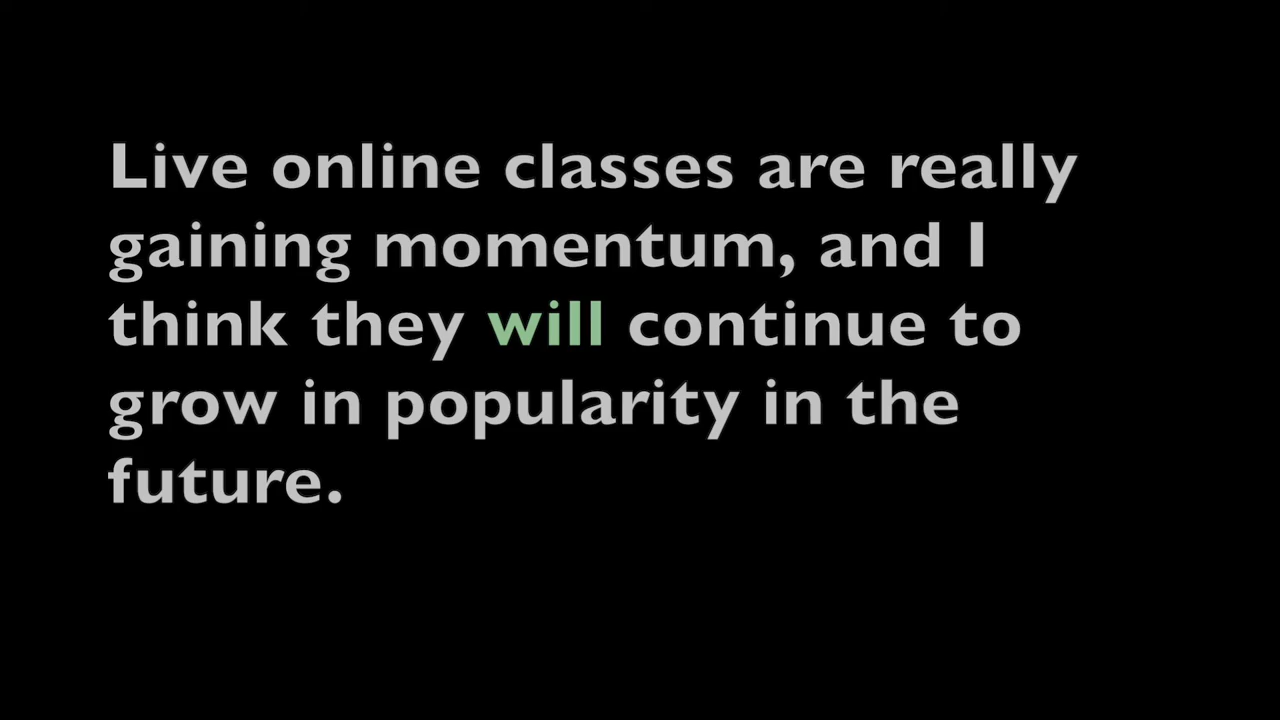 Live online classes are really
gaining momentum, and I
think they will continue to
grow in popularity in the
future.